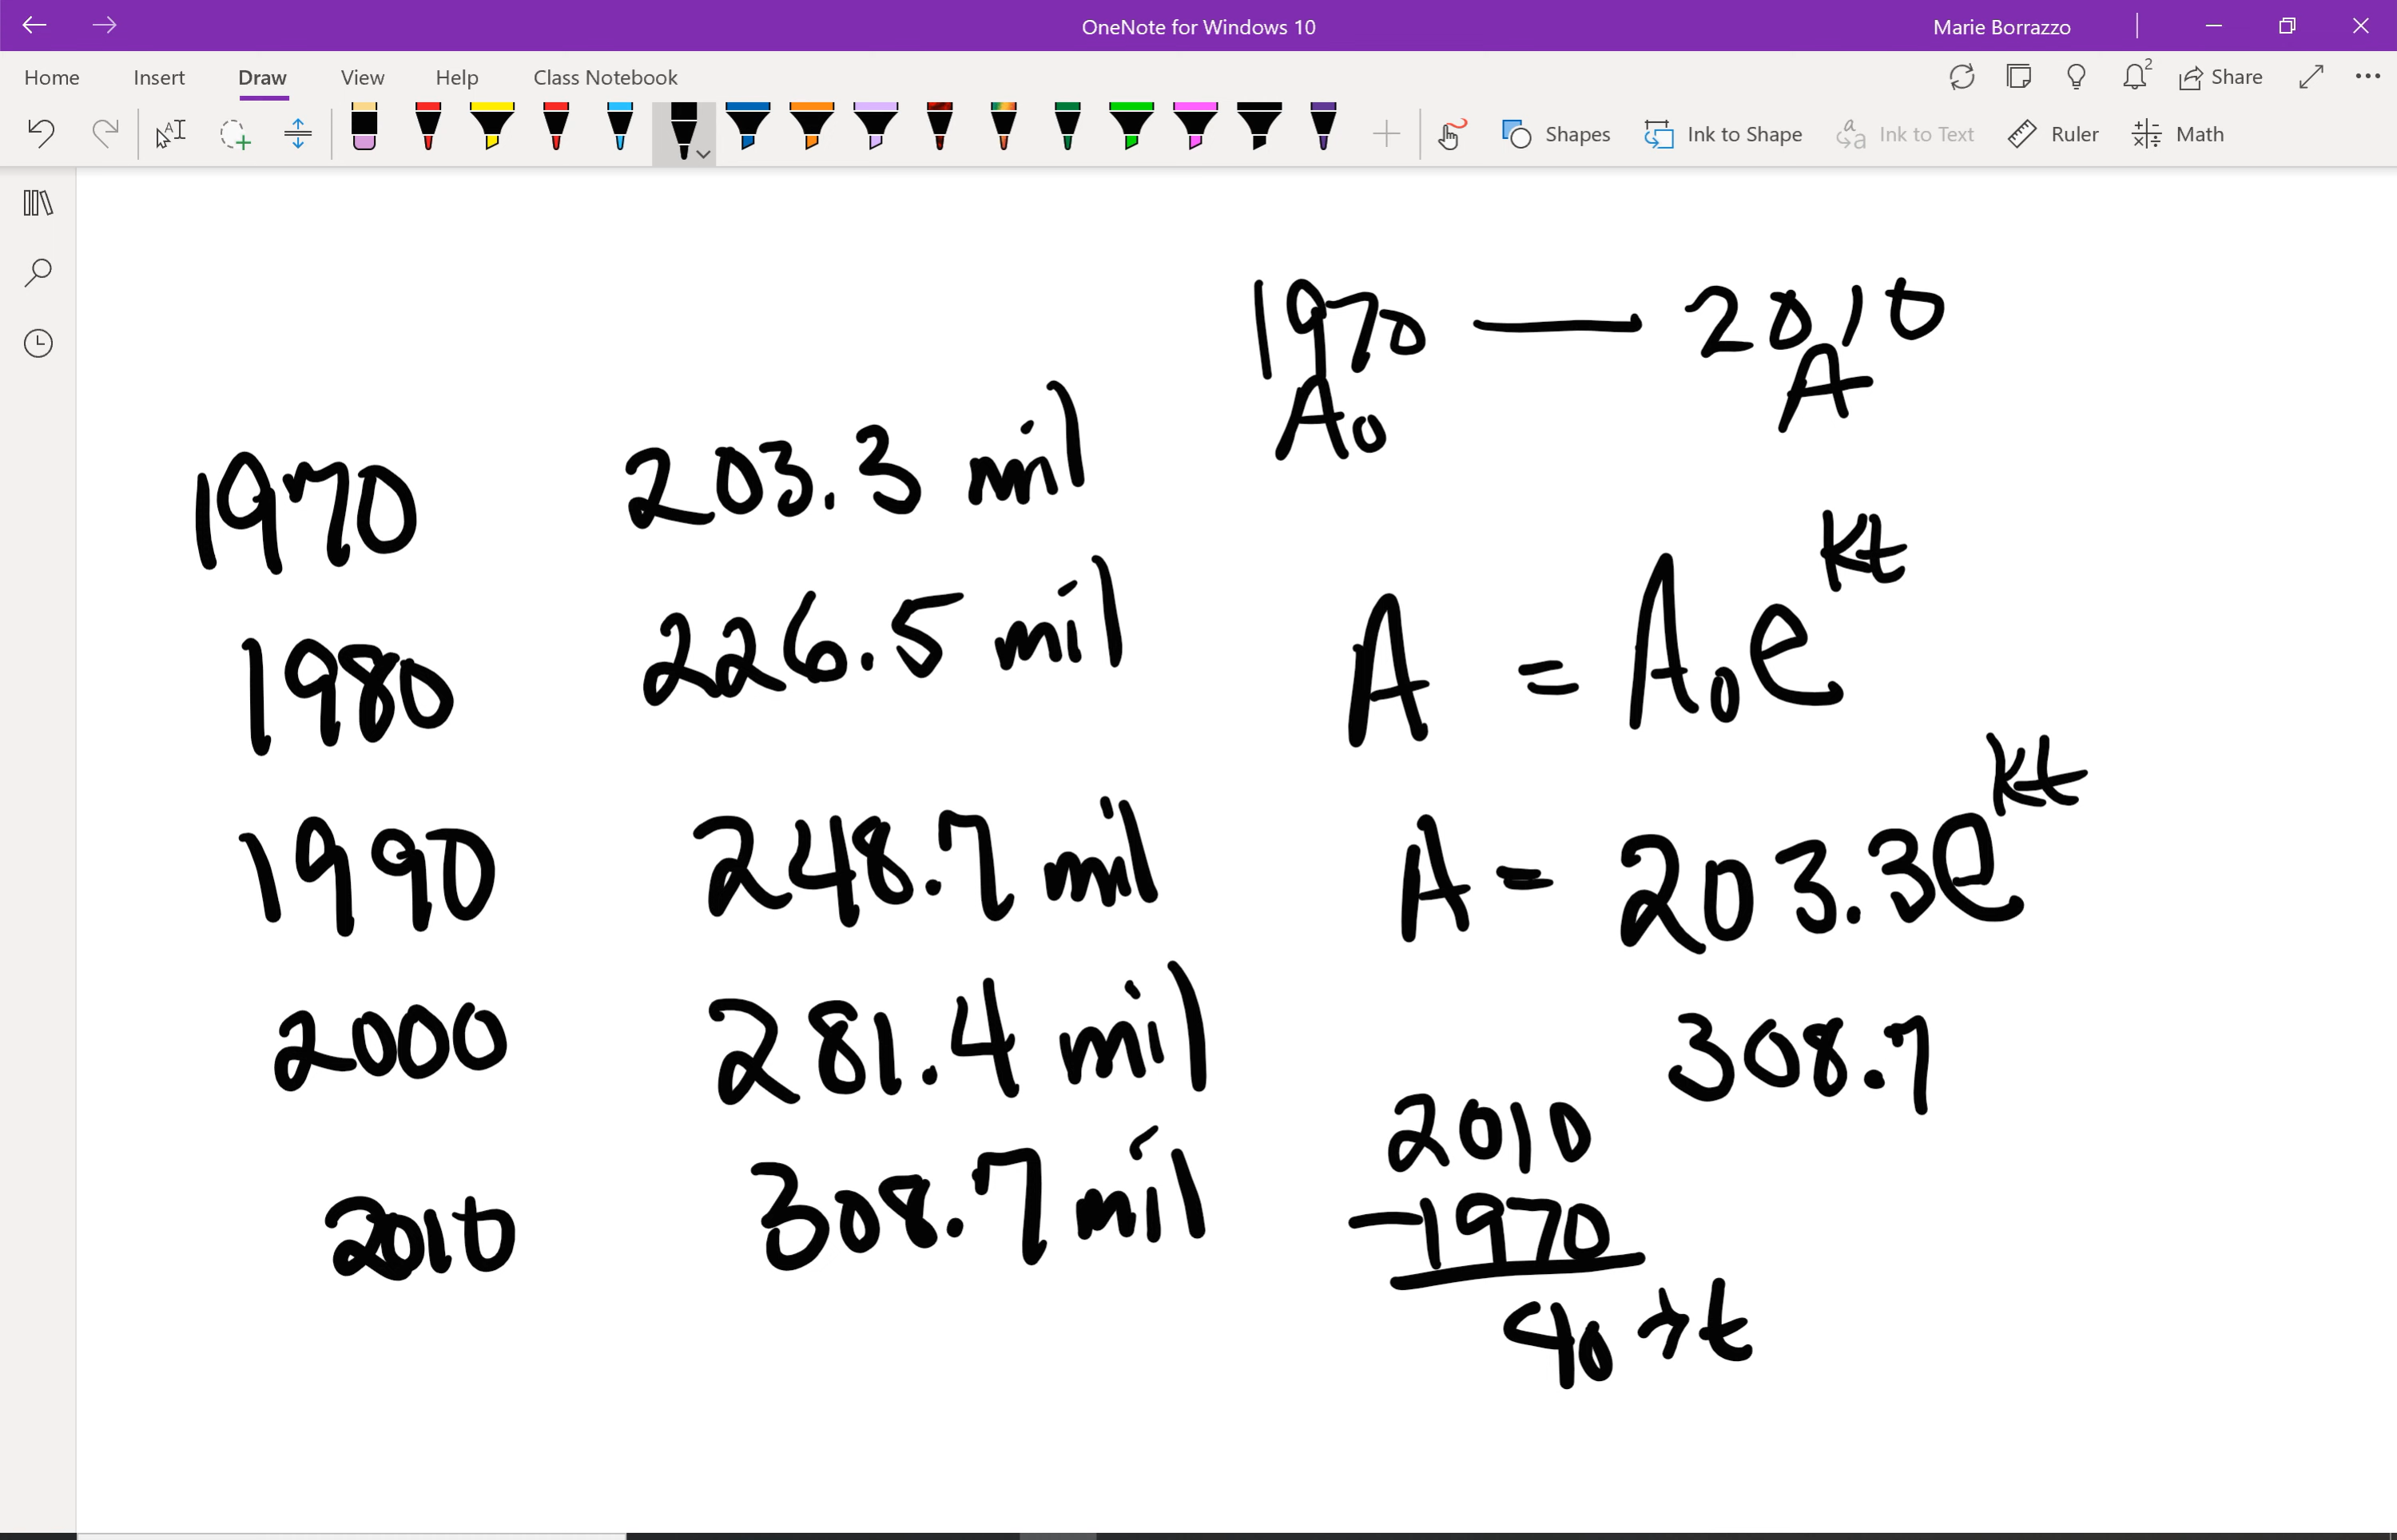 OneNote for Windows 10 Marie Borrazzo
Home Insert Draw View Help Class Notebook 2 Share
Shapes Ink to Shape Ink to Text Ruler Math
1970 — 2010
A₀ A
1970 203.3 mil
1980 226.5 mil
1990 248.7 mil
2000 281.4 mil
2010 308.7 mil
A = A₀e^kt
A = 203.3e^kt
308.7
2010
-1970
40 → t